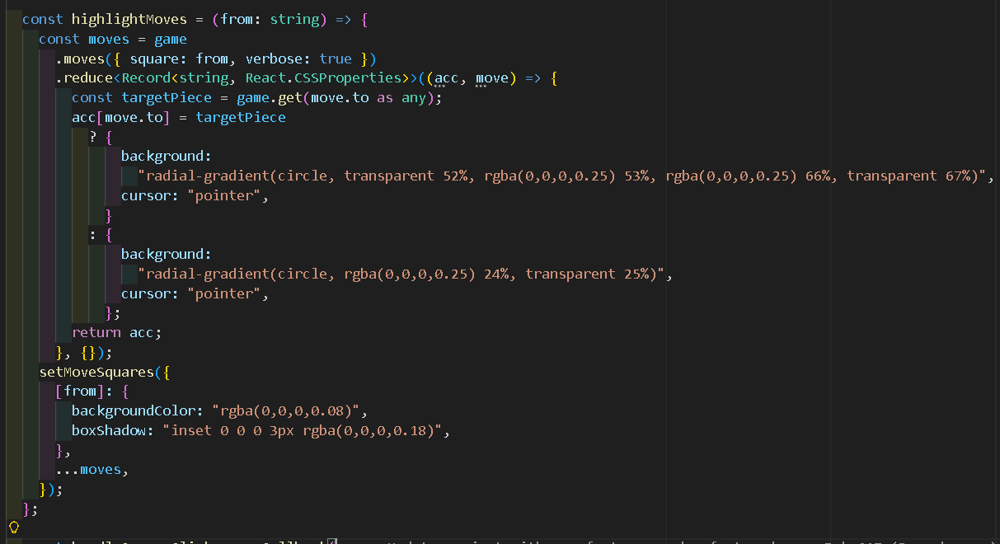 const highlightMoves = (from: string) => {
const moves = game
.moves({ square: from, verbose: true })
.reduce<Record<string, React.CSSProperties>>((acc, move) => {
const targetPiece = game.get(move.to as any);
acc[move.to] = targetPiece
? {
background:
"radial-gradient(circle, transparent 52%, rgba(0,0,0,0.25) 53%, rgba(0,0,0,0.25) 66%, transparent 67%)",
cursor: "pointer",
}
: {
background:
"radial-gradient(circle, rgba(0,0,0,0.25) 24%, transparent 25%)",
cursor: "pointer",
};
return acc;
}, {});
setMoveSquares({
[from]: {
backgroundColor: "rgba(0,0,0,0.08)",
boxShadow: "inset 0 0 0 3px rgba(0,0,0,0.18)",
},
...moves,
});
};